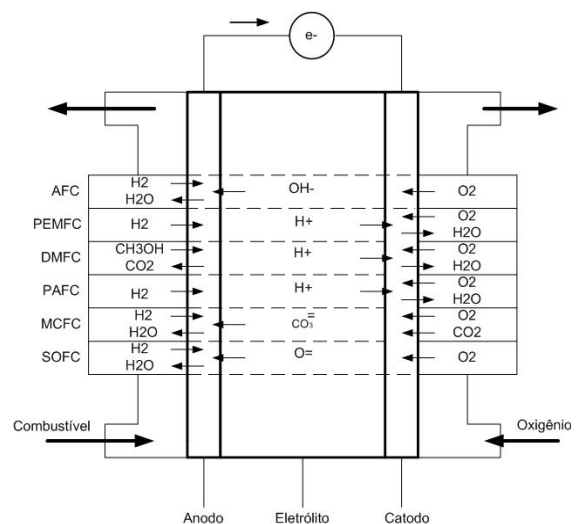 e-
AFC H2 OH- O2
H2O
PEMFC H2 H+ O2
H2O
DMFC CH3OH H+ O2
CO2 H2O
PAFC H2 H+ O2
H2O
MCFC H2 CO₃= O2
H2O CO2
SOFC H2 O= O2
H2O
Combustível Oxigênio
Anodo Eletrólito Catodo